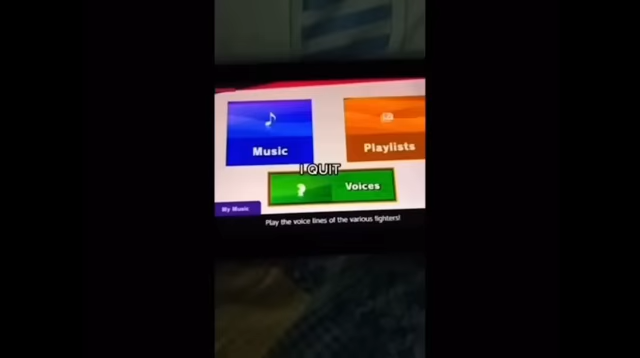 Music
Playlists
I QUIT
Voices
My Music
Play the voice lines of the various fighters!